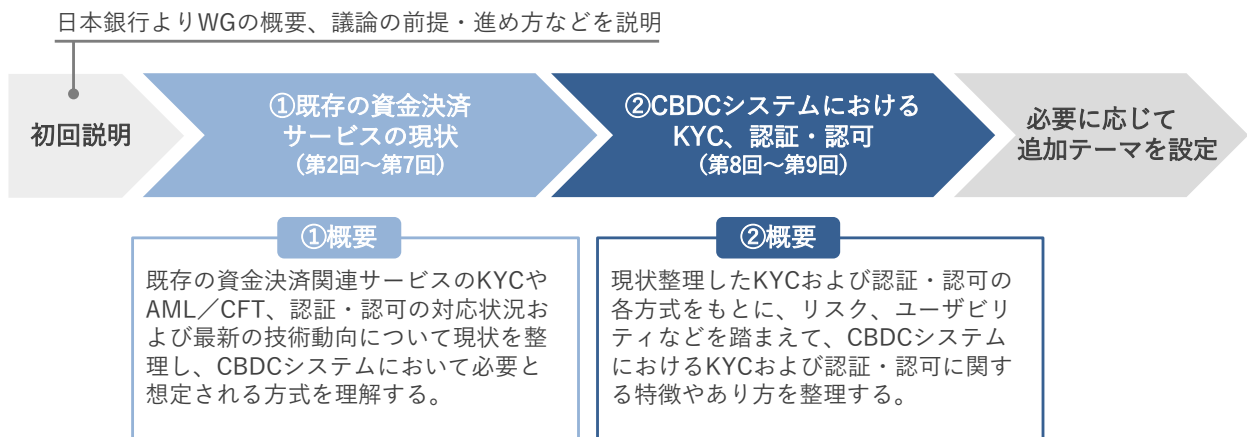 日本銀行よりWGの概要、議論の前提・進め方などを説明
初回説明
①既存の資金決済
サービスの現状
(第2回～第7回)
②CBDCシステムにおける
KYC、認証・認可
(第8回～第9回)
必要に応じて
追加テーマを設定
①概要
既存の資金決済関連サービスのKYCや
AML／CFT、認証・認可の対応状況お
よび最新の技術動向について現状を整
理し、CBDCシステムにおいて必要と
想定される方式を理解する。
②概要
現状整理したKYCおよび認証・認可の
各方式をもとに、リスク、ユーザビリ
ティなどを踏まえて、CBDCシステム
におけるKYCおよび認証・認可に関す
る特徴やあり方を整理する。